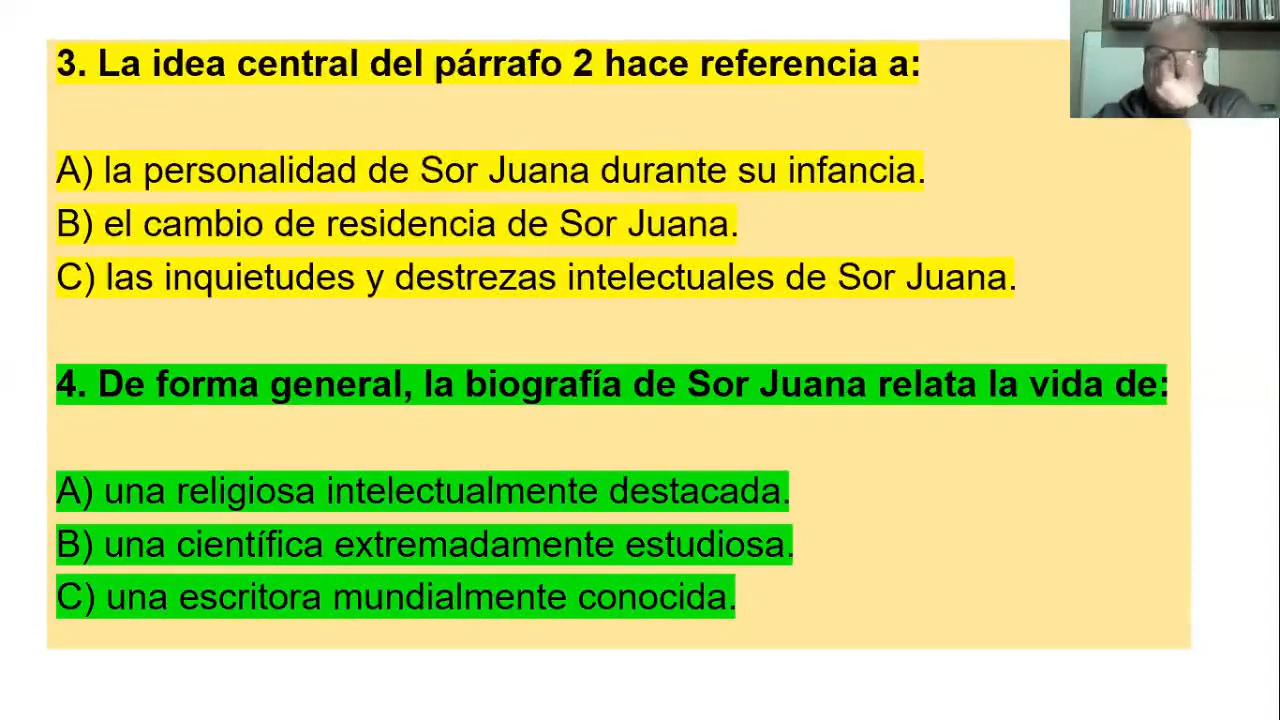 3. La idea central del párrafo 2 hace referencia a:
A) la personalidad de Sor Juana durante su infancia.
B) el cambio de residencia de Sor Juana.
C) las inquietudes y destrezas intelectuales de Sor Juana.
4. De forma general, la biografía de Sor Juana relata la vida de:
A) una religiosa intelectualmente destacada.
B) una científica extremadamente estudiosa.
C) una escritora mundialmente conocida.